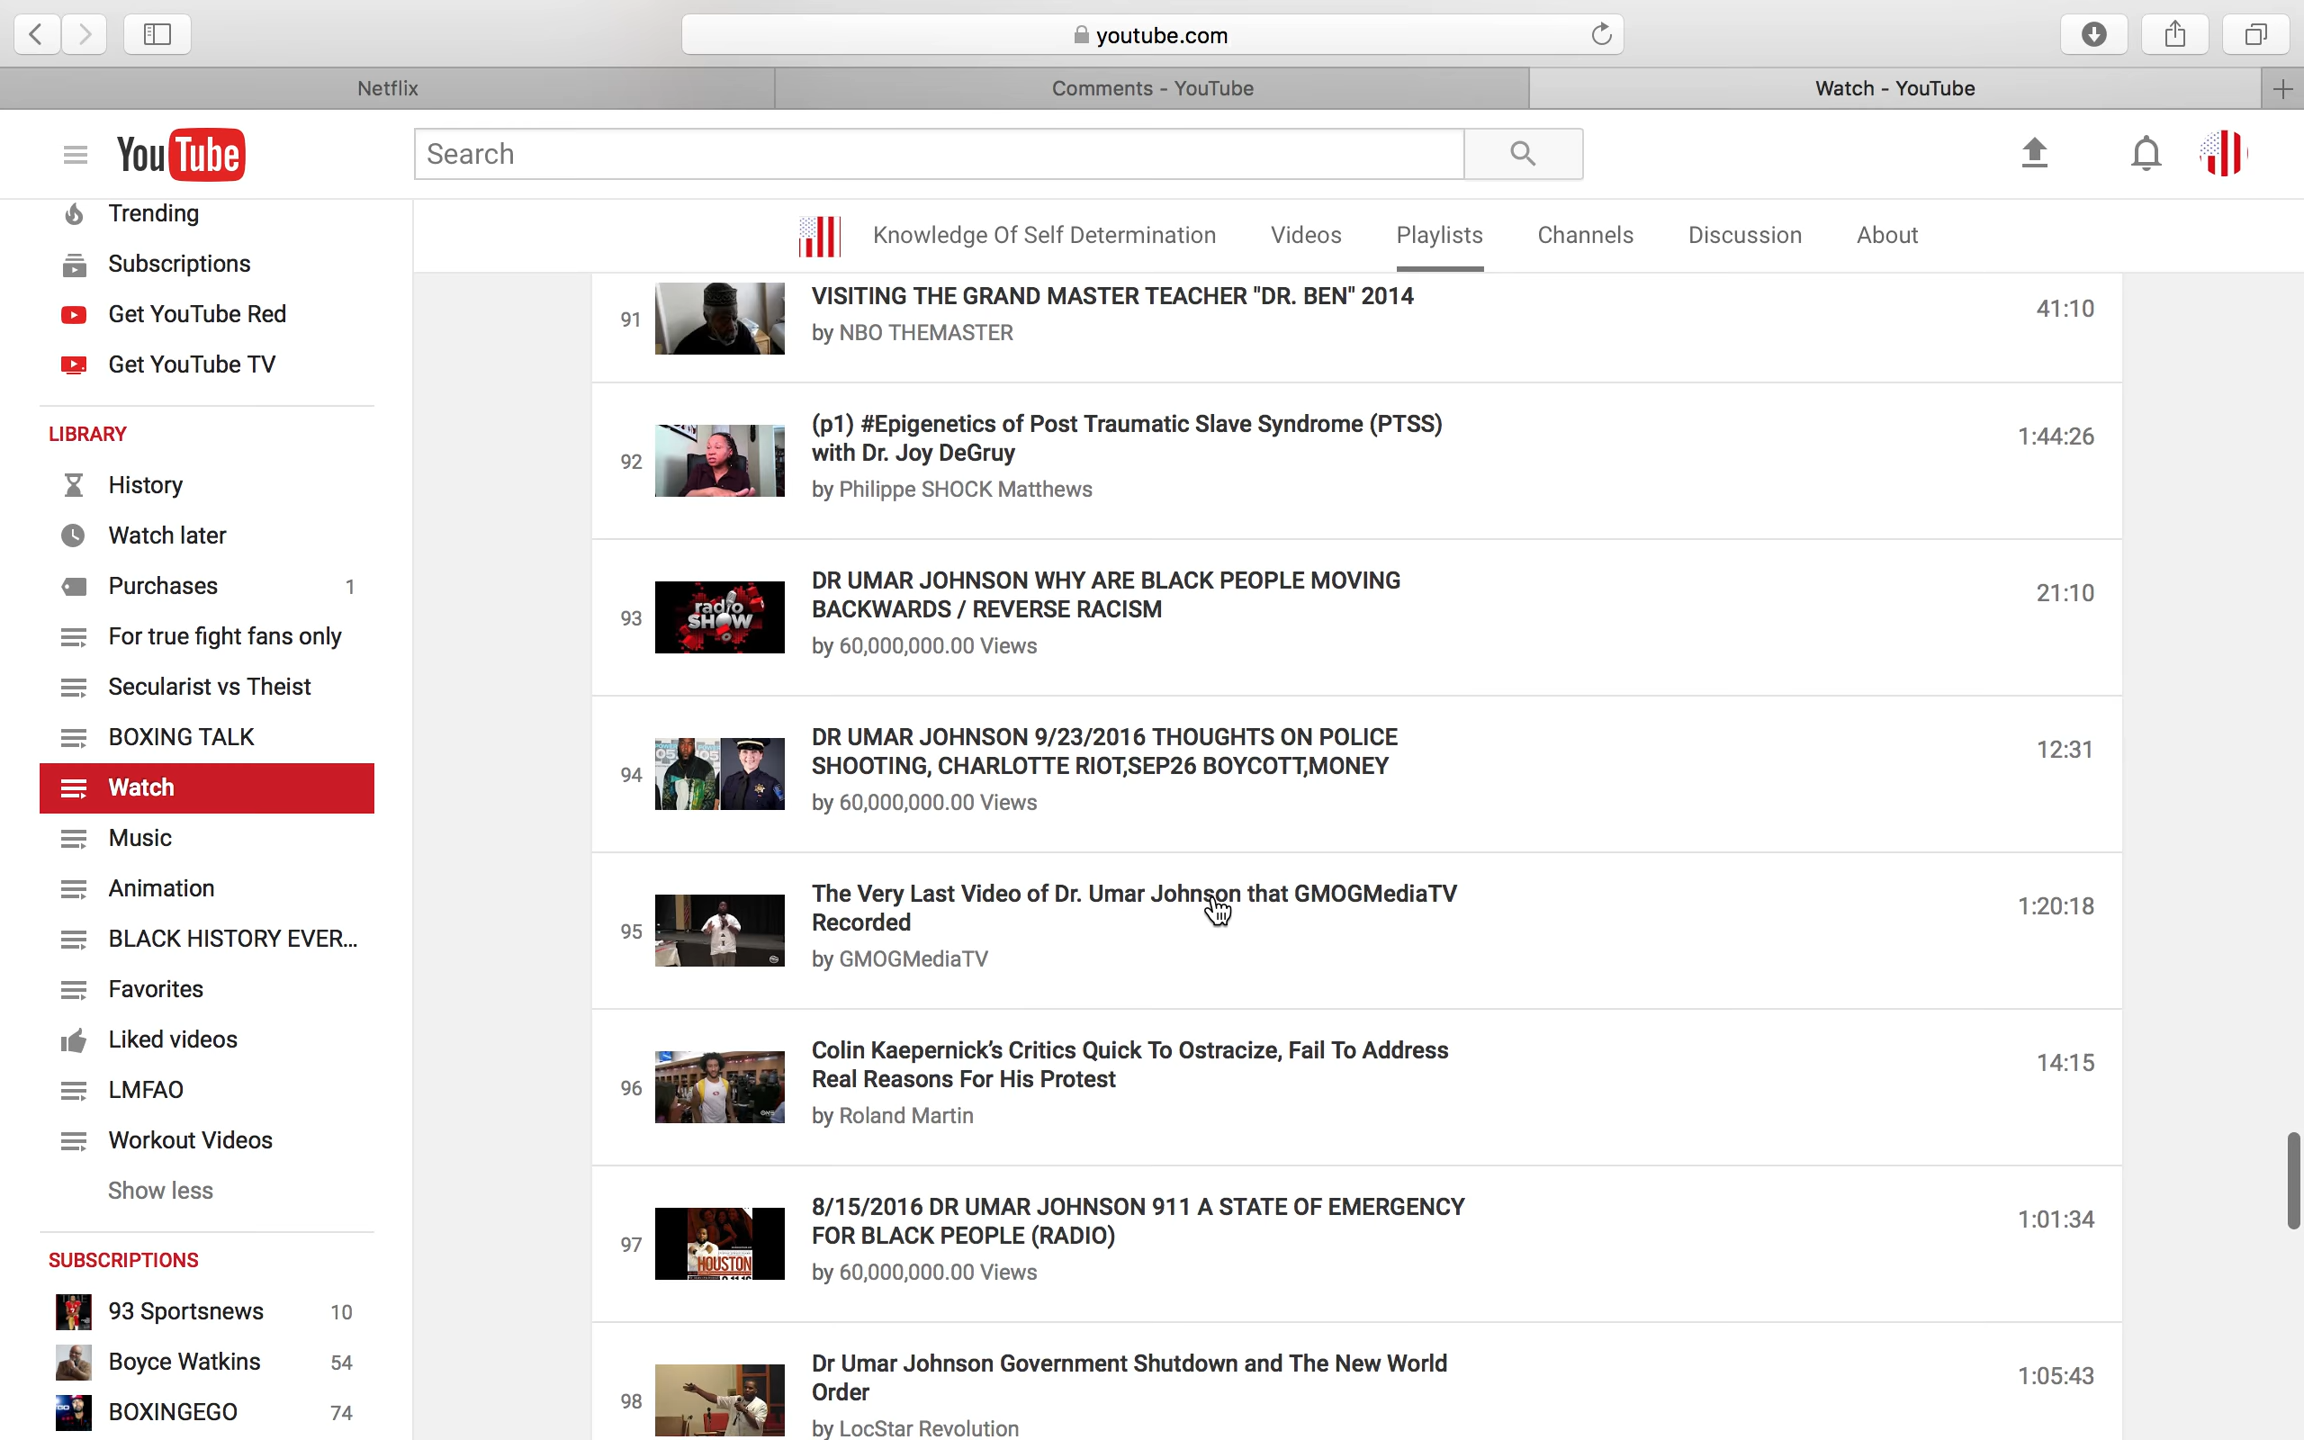 youtube.com
Netflix
Comments - YouTube
Watch - YouTube
YouTube
Search
Trending
Subscriptions
Get YouTube Red
Get YouTube TV
LIBRARY
History
Watch later
Purchases 1
For true fight fans only
Secularist vs Theist
BOXING TALK
Watch
Music
Animation
BLACK HISTORY EVER...
Favorites
Liked videos
LMFAO
Workout Videos
Show less
SUBSCRIPTIONS
93 Sportsnews 10
Boyce Watkins 54
BOXINGEGO 74
Knowledge Of Self Determination Videos Playlists Channels Discussion About
91
VISITING THE GRAND MASTER TEACHER "DR. BEN" 2014
by NBO THEMASTER
41:10
92
(p1) #Epigenetics of Post Traumatic Slave Syndrome (PTSS)
with Dr. Joy DeGruy
by Philippe SHOCK Matthews
1:44:26
93
radio
SHOW
DR UMAR JOHNSON WHY ARE BLACK PEOPLE MOVING
BACKWARDS / REVERSE RACISM
by 60,000,000.00 Views
21:10
94
DR UMAR JOHNSON 9/23/2016 THOUGHTS ON POLICE
SHOOTING, CHARLOTTE RIOT,SEP26 BOYCOTT,MONEY
by 60,000,000.00 Views
12:31
95
The Very Last Video of Dr. Umar Johnson that GMOGMediaTV
Recorded
by GMOGMediaTV
1:20:18
96
Colin Kaepernick's Critics Quick To Ostracize, Fail To Address
Real Reasons For His Protest
by Roland Martin
14:15
97
HOUSTON
8/15/2016 DR UMAR JOHNSON 911 A STATE OF EMERGENCY
FOR BLACK PEOPLE (RADIO)
by 60,000,000.00 Views
1:01:34
98
Dr Umar Johnson Government Shutdown and The New World
Order
by LocStar Revolution
1:05:43